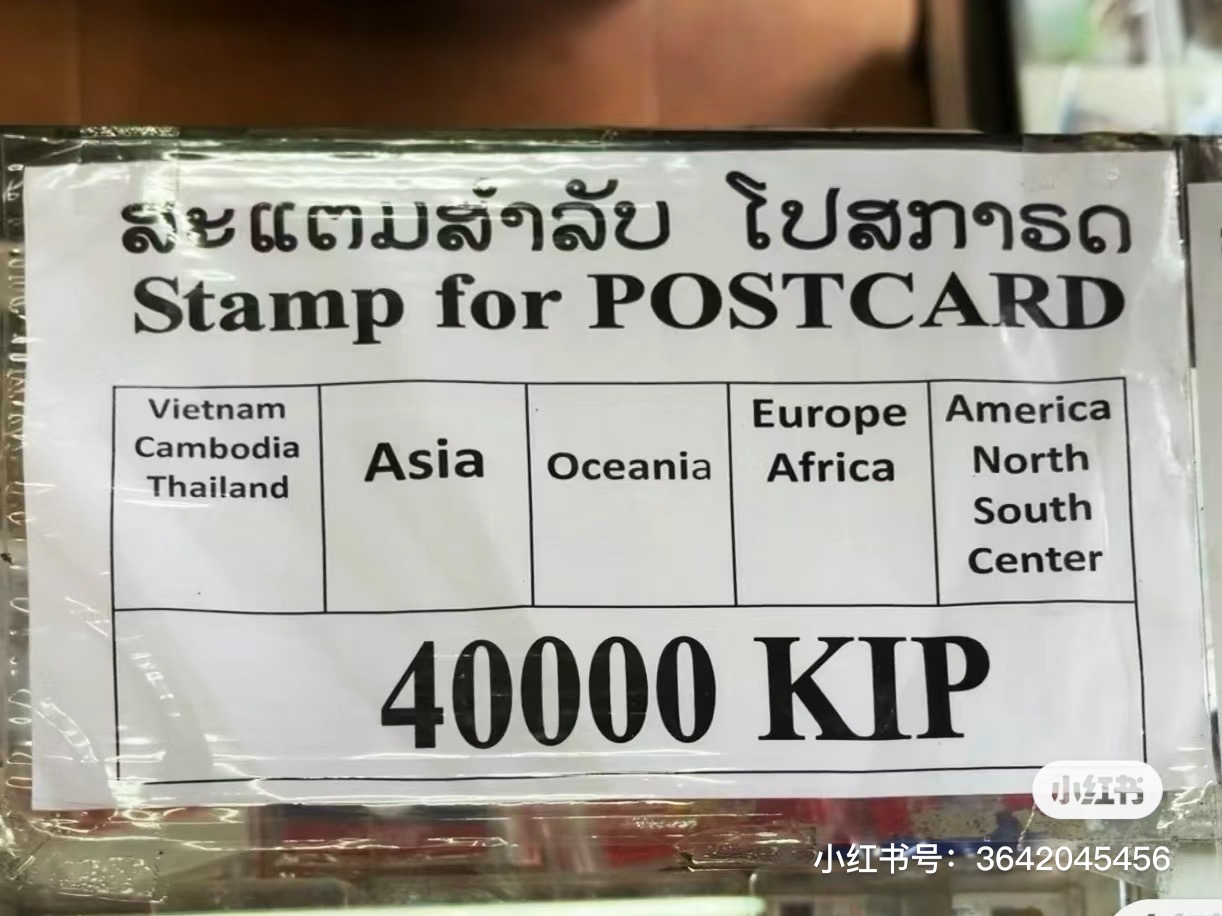 ສະແຕມສຳລັບ ໂປສກາຣດ
Stamp for POSTCARD
Vietnam
Cambodia
Thailand
Asia
Oceania
Europe
Africa
America
North
South
Center
40000 KIP
小红书
小红书号：3642045456